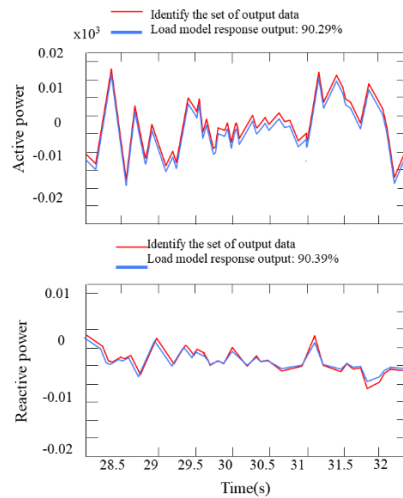 Identify the set of output data
Load model response output: 90.29%
×10³
0.02
0.01
0
-0.01
-0.02
Active power
Identify the set of output data
Load model response output: 90.39%
0.01
0
-0.01
-0.02
Reactive power
28.5 29 29.5 30 30.5 31 31.5 32
Time(s)